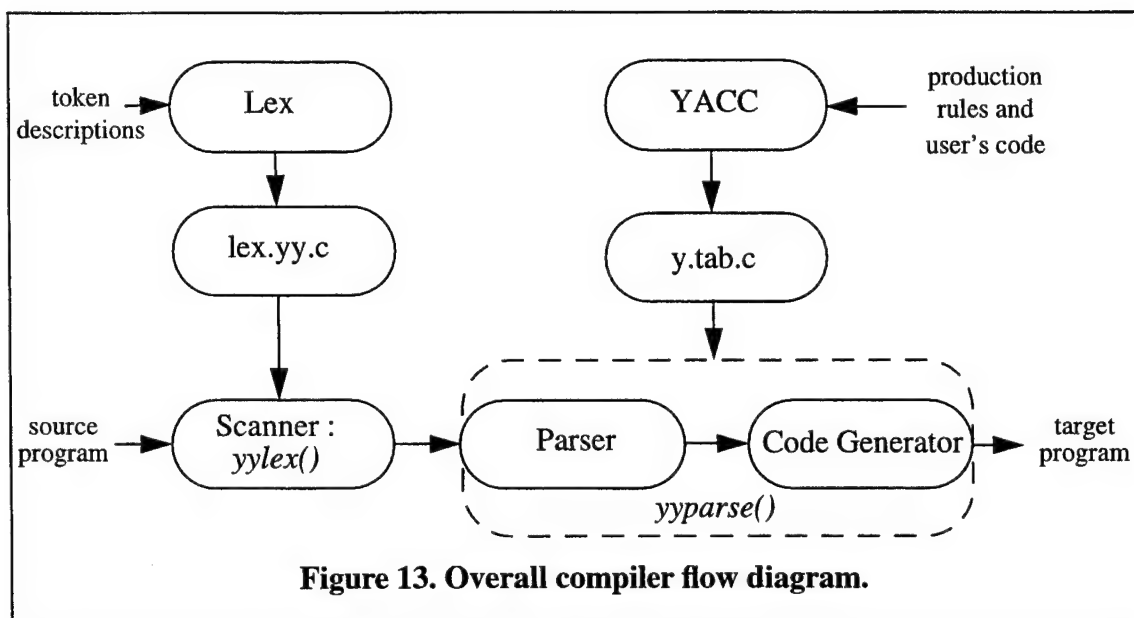 token
descriptions
Lex
YACC
production
rules and
user's code
lex.yy.c
y.tab.c
source
program
Scanner :
yylex()
Parser
Code Generator
target
program
yyparse()
Figure 13. Overall compiler flow diagram.